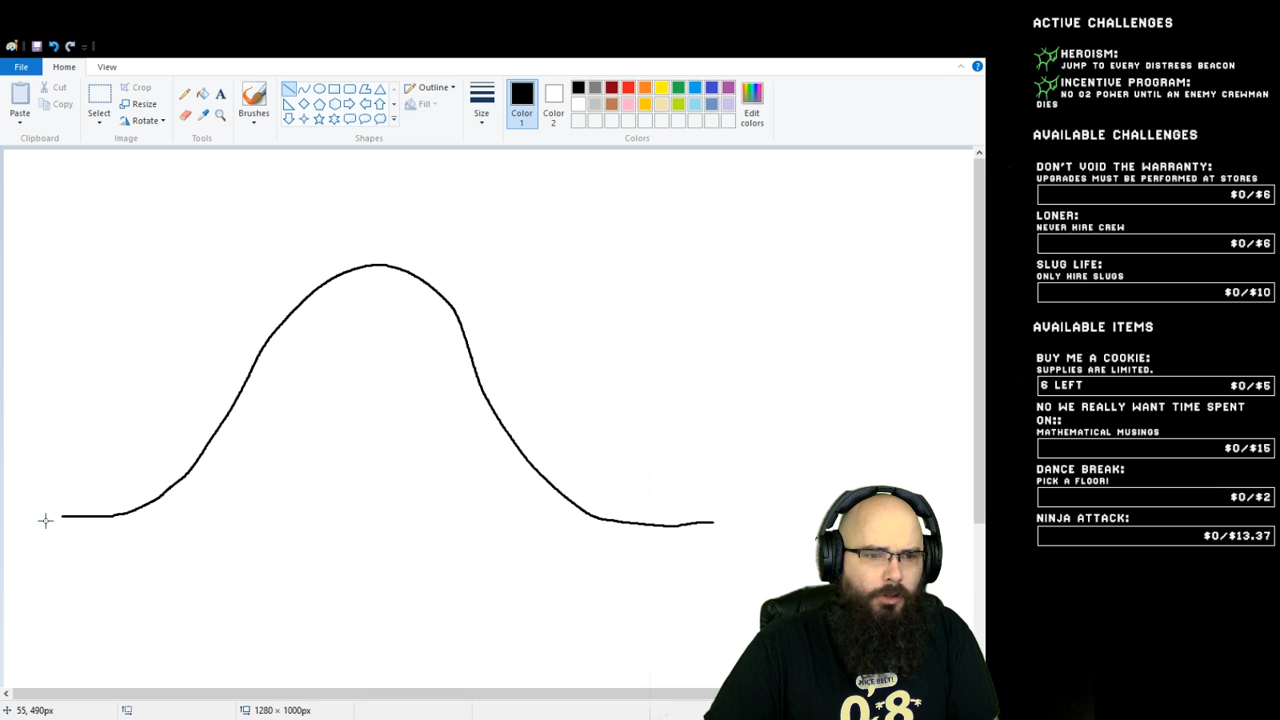 File
Home
View
Paste
Cut
Copy
Clipboard
Select
Crop
Resize
Rotate
Image
Tools
Brushes
Shapes
Outline
Fill
Size
Color
1
Color
2
Edit
colors
Colors
55, 490px
1280 × 1000px
NICE BELT!
0*8*
ACTIVE CHALLENGES
HEROISM:
JUMP TO EVERY DISTRESS BEACON
INCENTIVE PROGRAM:
NO O2 POWER UNTIL AN ENEMY CREWMAN
DIES
AVAILABLE CHALLENGES
DON'T VOID THE WARRANTY:
UPGRADES MUST BE PERFORMED AT STORES
$0/$6
LONER:
NEVER HIRE CREW
$0/$6
SLUG LIFE:
ONLY HIRE SLUGS
$0/$10
AVAILABLE ITEMS
BUY ME A COOKIE:
SUPPLIES ARE LIMITED.
6 LEFT $0/$5
NO WE REALLY WANT TIME SPENT
ON::
MATHEMATICAL MUSINGS
$0/$15
DANCE BREAK:
PICK A FLOOR!
$0/$2
NINJA ATTACK:
$0/$13.37